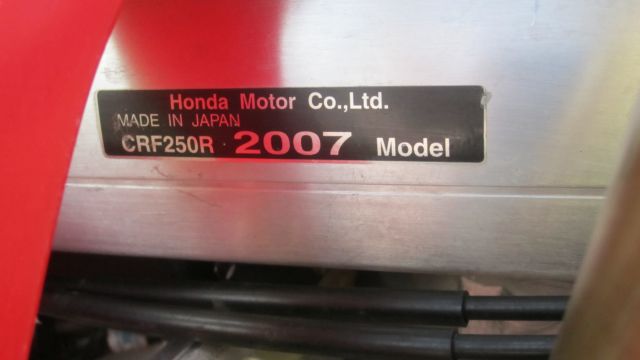 Honda Motor Co.,Ltd.
MADE IN JAPAN
CRF250R 2007 Model